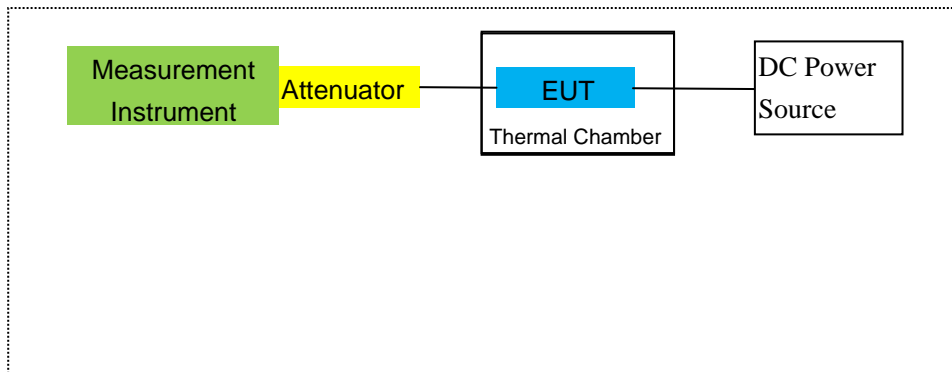 Measurement
Instrument
Attenuator
EUT
Thermal Chamber
DC Power
Source